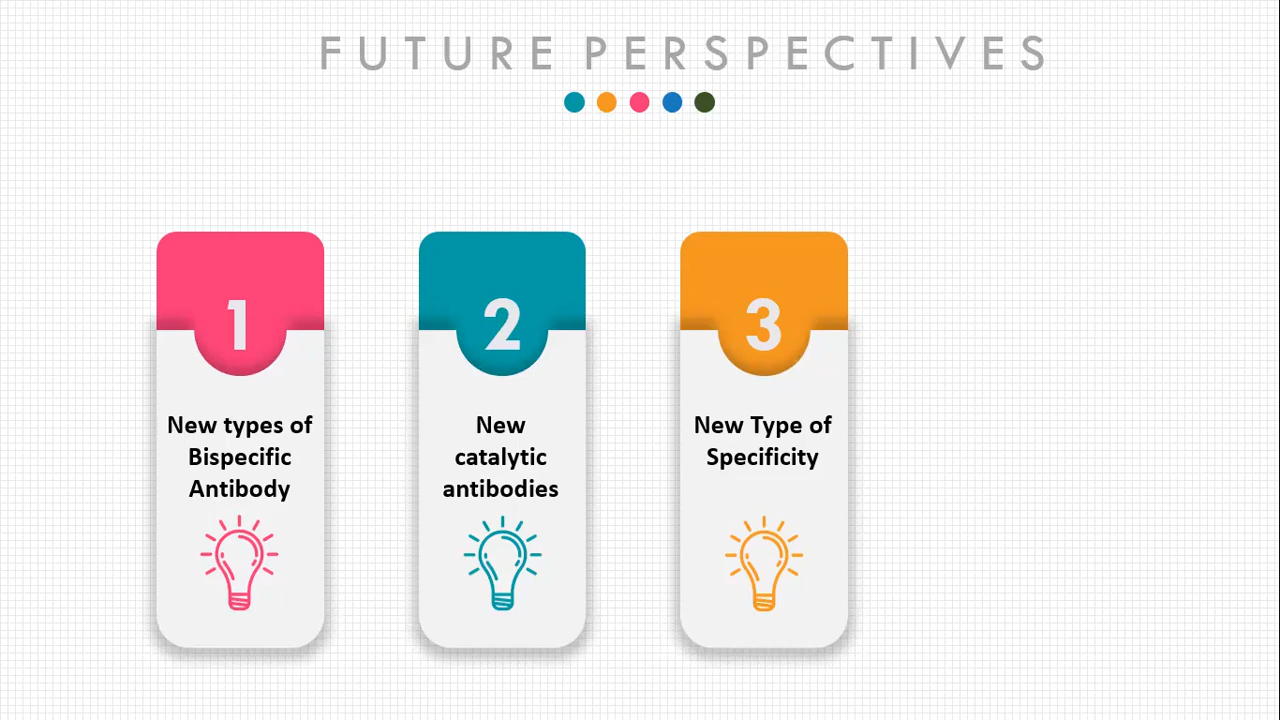 FUTURE PERSPECTIVES
1
New types of
Bispecific
Antibody
2
New
catalytic
antibodies
3
New Type of
Specificity